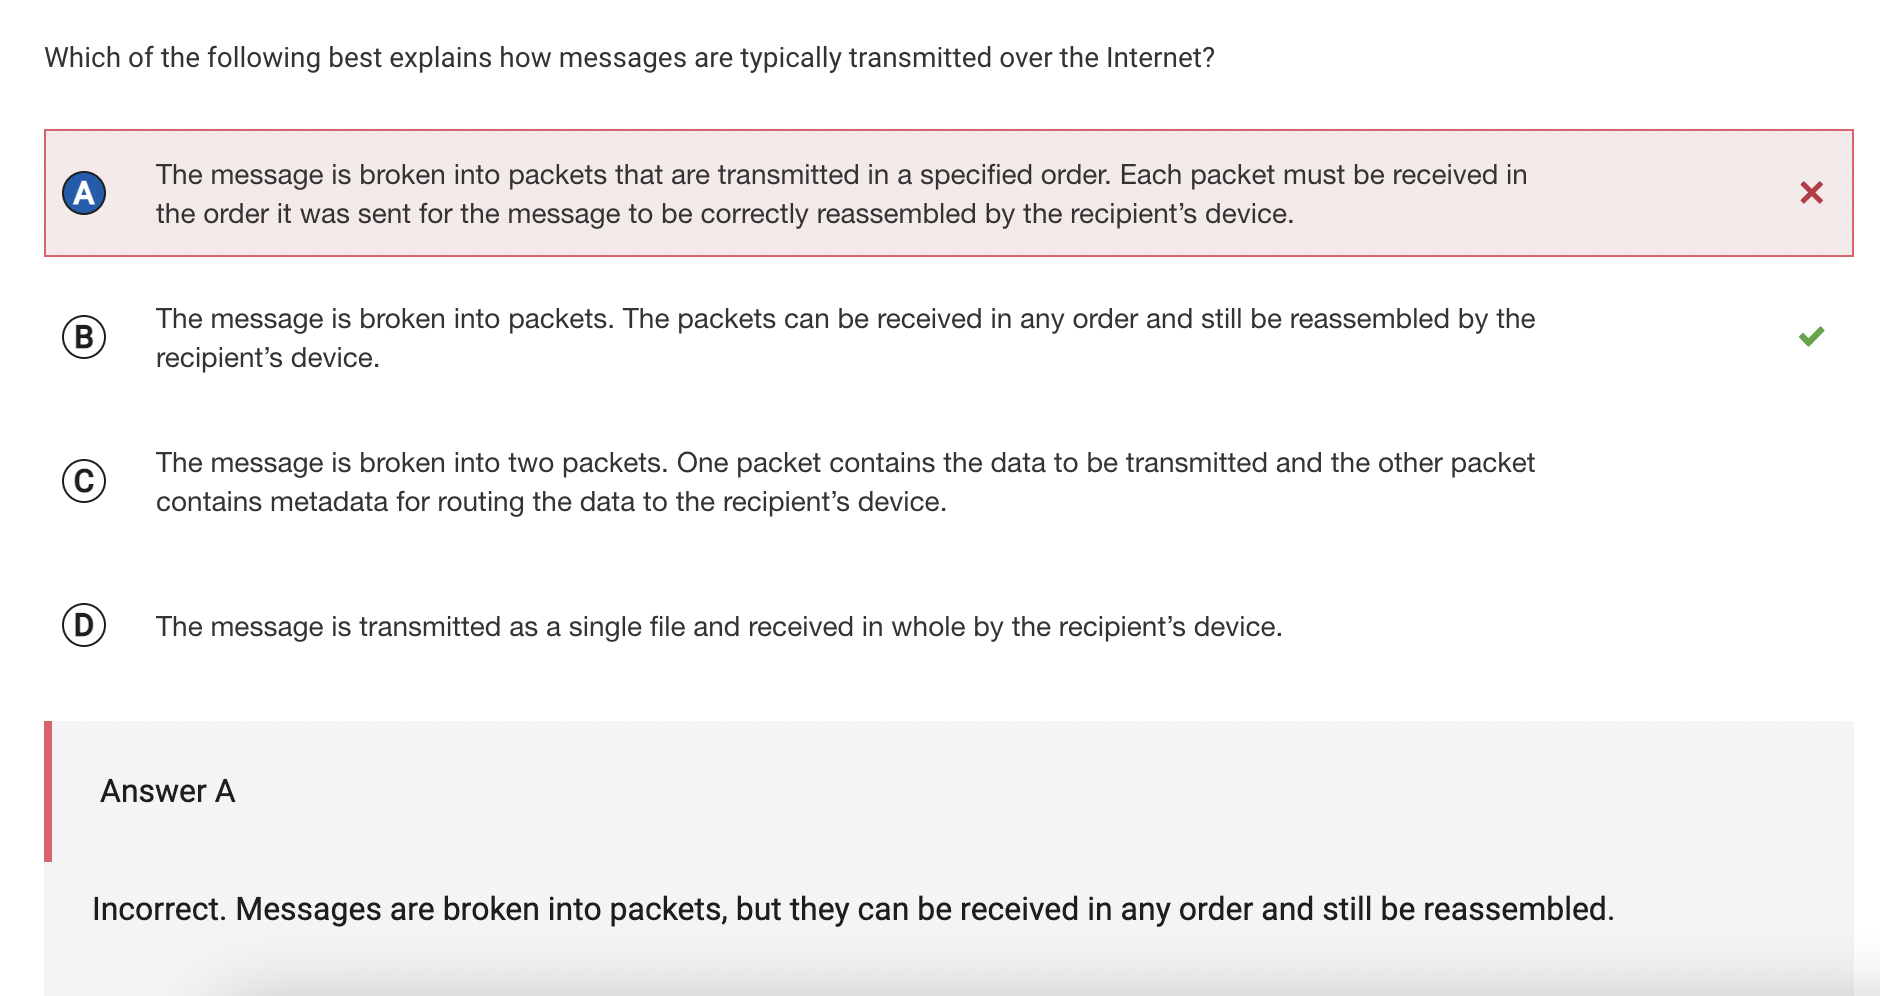 Which of the following best explains how messages are typically transmitted over the Internet?
A
The message is broken into packets that are transmitted in a specified order. Each packet must be received in
the order it was sent for the message to be correctly reassembled by the recipient’s device.
B
The message is broken into packets. The packets can be received in any order and still be reassembled by the
recipient’s device.
C
The message is broken into two packets. One packet contains the data to be transmitted and the other packet
contains metadata for routing the data to the recipient’s device.
D
The message is transmitted as a single file and received in whole by the recipient’s device.
Answer A
Incorrect. Messages are broken into packets, but they can be received in any order and still be reassembled.